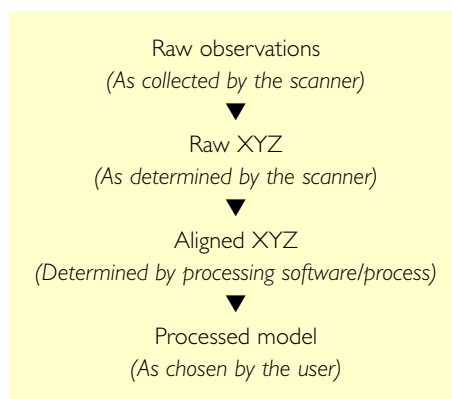 Raw observations
(As collected by the scanner)
Raw XYZ
(As determined by the scanner)
Aligned XYZ
(Determined by processing software/process)
Processed model
(As chosen by the user)